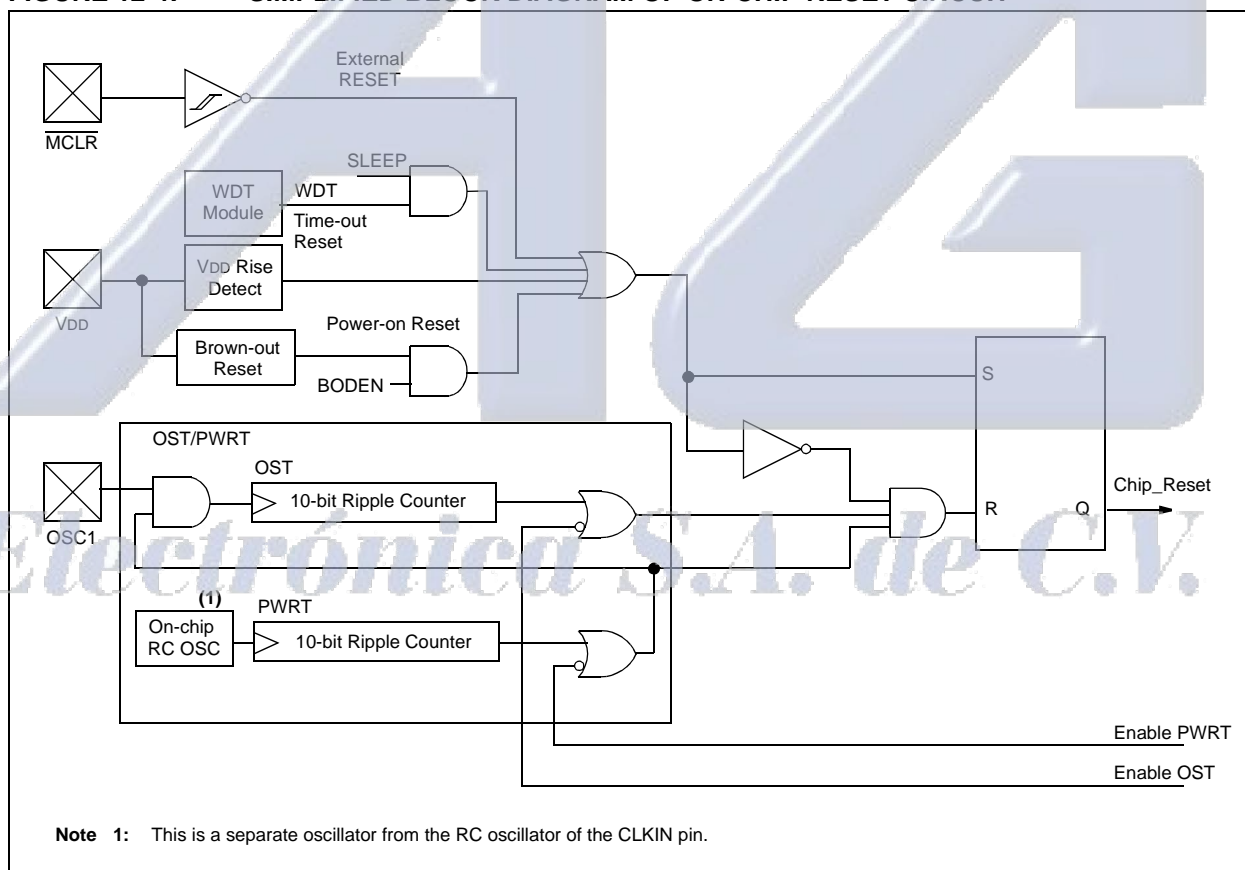 External
RESET
MCLR
SLEEP
WDT
Module
WDT
Time-out
Reset
VDD Rise
Detect
VDD
Power-on Reset
Brown-out
Reset
BODEN
S
OST/PWRT
OST
10-bit Ripple Counter
OSC1
Chip_Reset
R
Q
Electrónica S.A. de C.V.
(1)
On-chip
RC OSC
PWRT
10-bit Ripple Counter
Enable PWRT
Enable OST
Note 1: This is a separate oscillator from the RC oscillator of the CLKIN pin.